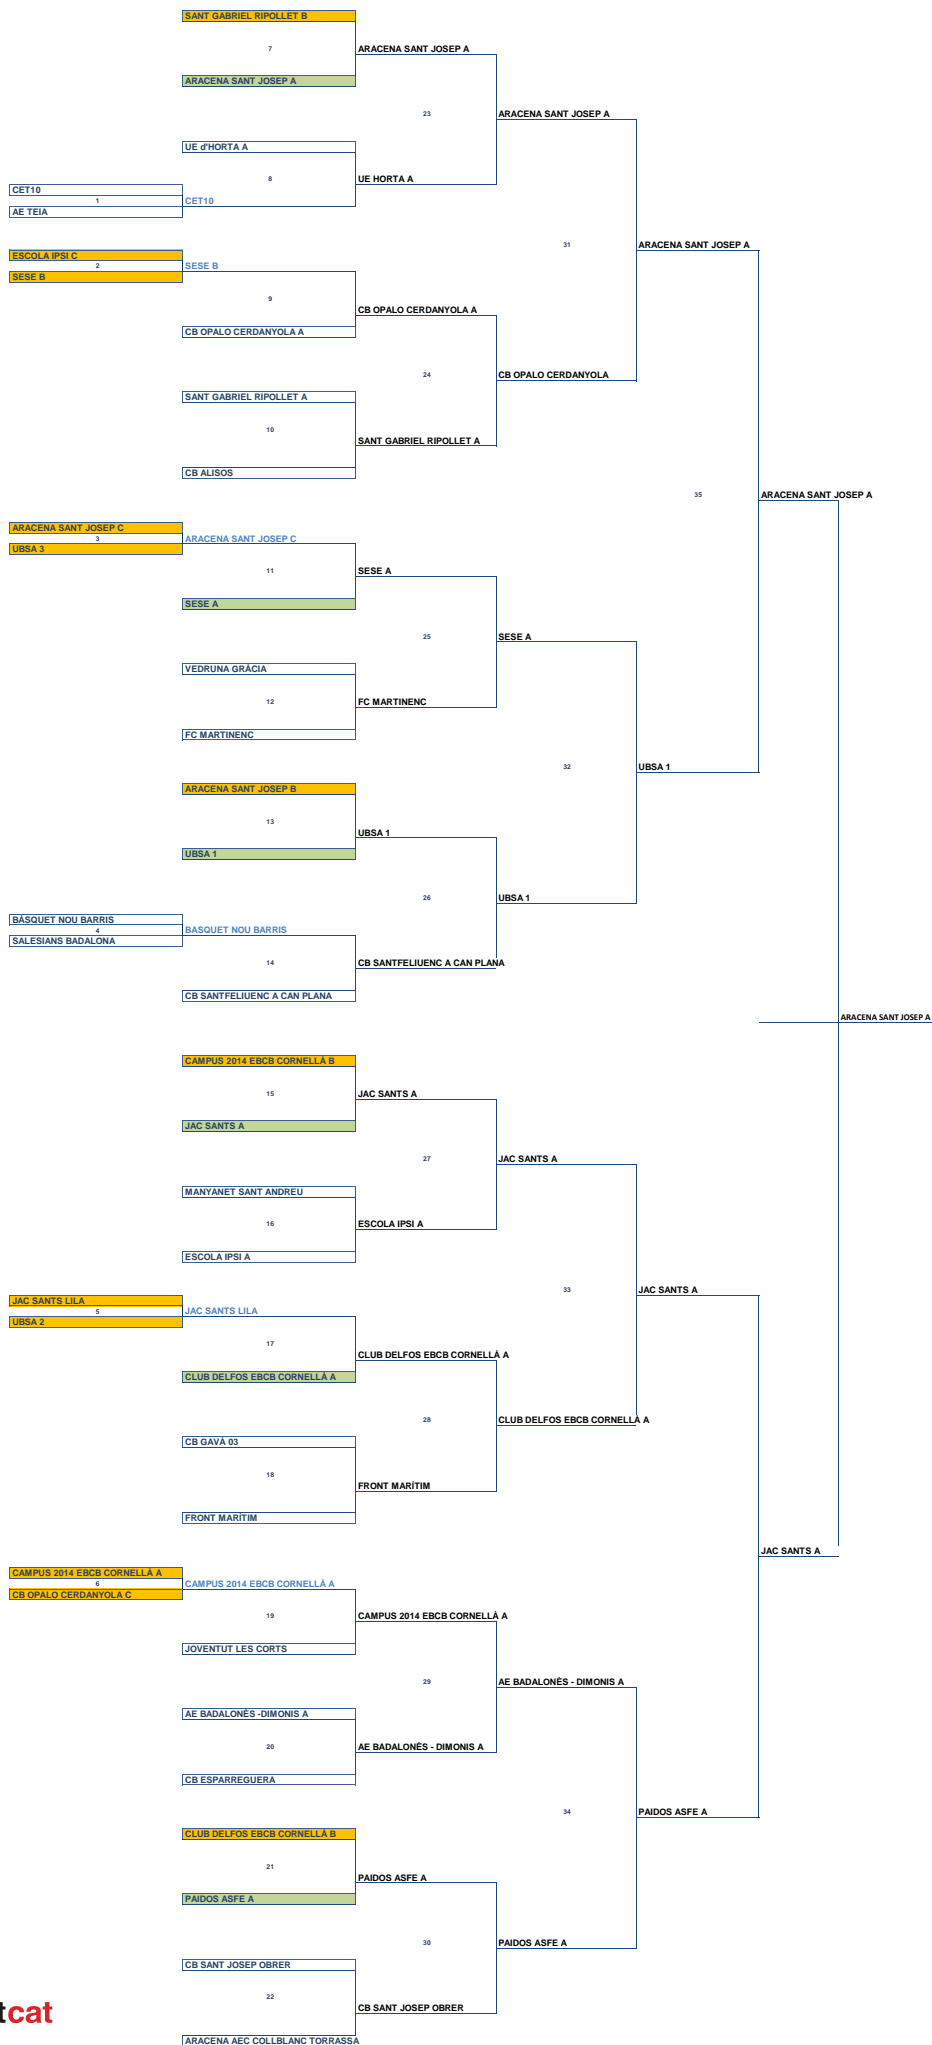 SANT GABRIEL RIPOLLET B
7
ARACENA SANT JOSEP A
ARACENA SANT JOSEP A
23
ARACENA SANT JOSEP A
UE d'HORTA A
8
UE HORTA A
CET10
1
CET10
AE TEIA
31
ARACENA SANT JOSEP A
ESCOLA IPSI C
2
SESE B
SESE B
9
CB OPALO CERDANYOLA A
CB OPALO CERDANYOLA A
24
CB OPALO CERDANYOLA
SANT GABRIEL RIPOLLET A
10
SANT GABRIEL RIPOLLET A
CB ALISOS
35
ARACENA SANT JOSEP A
ARACENA SANT JOSEP C
3
ARACENA SANT JOSEP C
UBSA 3
11
SESE A
SESE A
25
SESE A
VEDRUNA GRÀCIA
12
FC MARTINENC
FC MARTINENC
32
UBSA 1
ARACENA SANT JOSEP B
13
UBSA 1
UBSA 1
26
UBSA 1
BÀSQUET NOU BARRIS
4
BASQUET NOU BARRIS
SALESIANS BADALONA
14
CB SANTFELIUENC A CAN PLANA
CB SANTFELIUENC A CAN PLANA
ARACENA SANT JOSEP A
CAMPUS 2014 EBCB CORNELLÀ B
15
JAC SANTS A
JAC SANTS A
27
JAC SANTS A
MANYANET SANT ANDREU
16
ESCOLA IPSI A
ESCOLA IPSI A
33
JAC SANTS A
JAC SANTS LILA
5
JAC SANTS LILA
UBSA 2
17
CLUB DELFOS EBCB CORNELLÀ A
CLUB DELFOS EBCB CORNELLÀ A
28
CLUB DELFOS EBCB CORNELLÀ A
CB GAVÀ 03
18
FRONT MARÍTIM
FRONT MARÍTIM
JAC SANTS A
CAMPUS 2014 EBCB CORNELLÀ A
6
CAMPUS 2014 EBCB CORNELLÀ A
CB OPALO CERDANYOLA C
19
CAMPUS 2014 EBCB CORNELLÀ A
JOVENTUT LES CORTS
29
AE BADALONÈS - DIMONIS A
AE BADALONÈS -DIMONIS A
20
AE BADALONÈS - DIMONIS A
CB ESPARREGUERA
34
PAIDOS ASFE A
CLUB DELFOS EBCB CORNELLÀ B
21
PAIDOS ASFE A
PAIDOS ASFE A
30
PAIDOS ASFE A
CB SANT JOSEP OBRER
22
CB SANT JOSEP OBRER
tcat
ARACENA AEC COLLBLANC TORRASSA